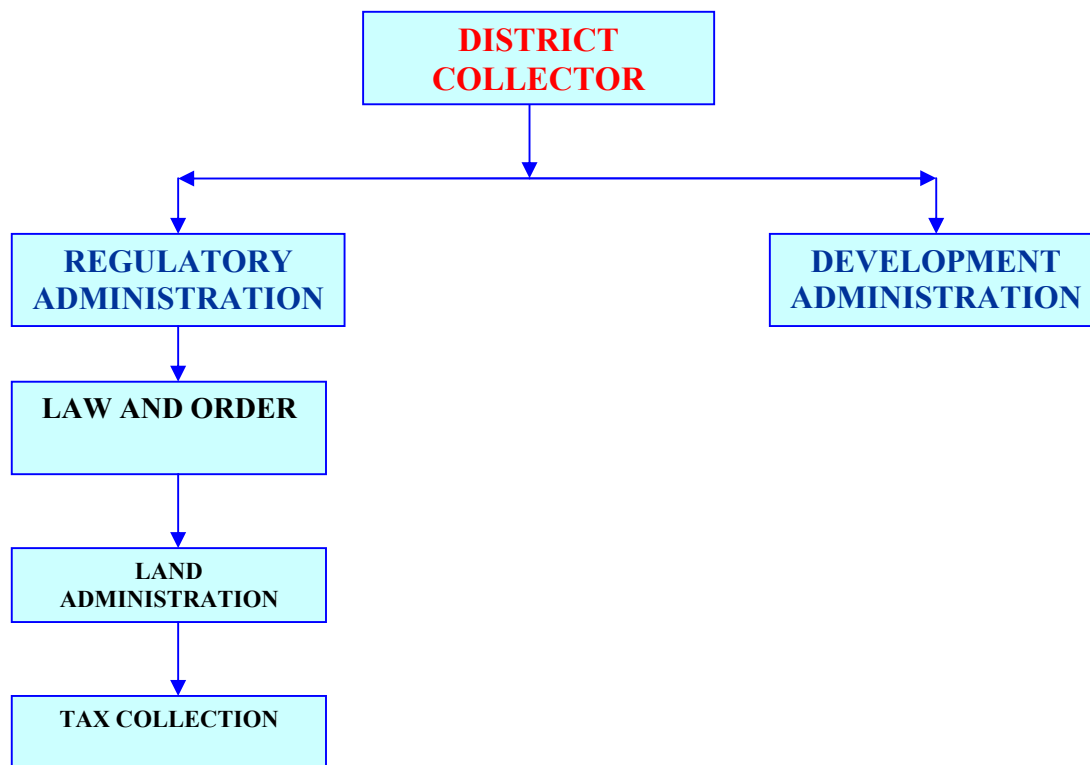 DISTRICT
COLLECTOR
REGULATORY
ADMINISTRATION
DEVELOPMENT
ADMINISTRATION
LAW AND ORDER
LAND
ADMINISTRATION
TAX COLLECTION